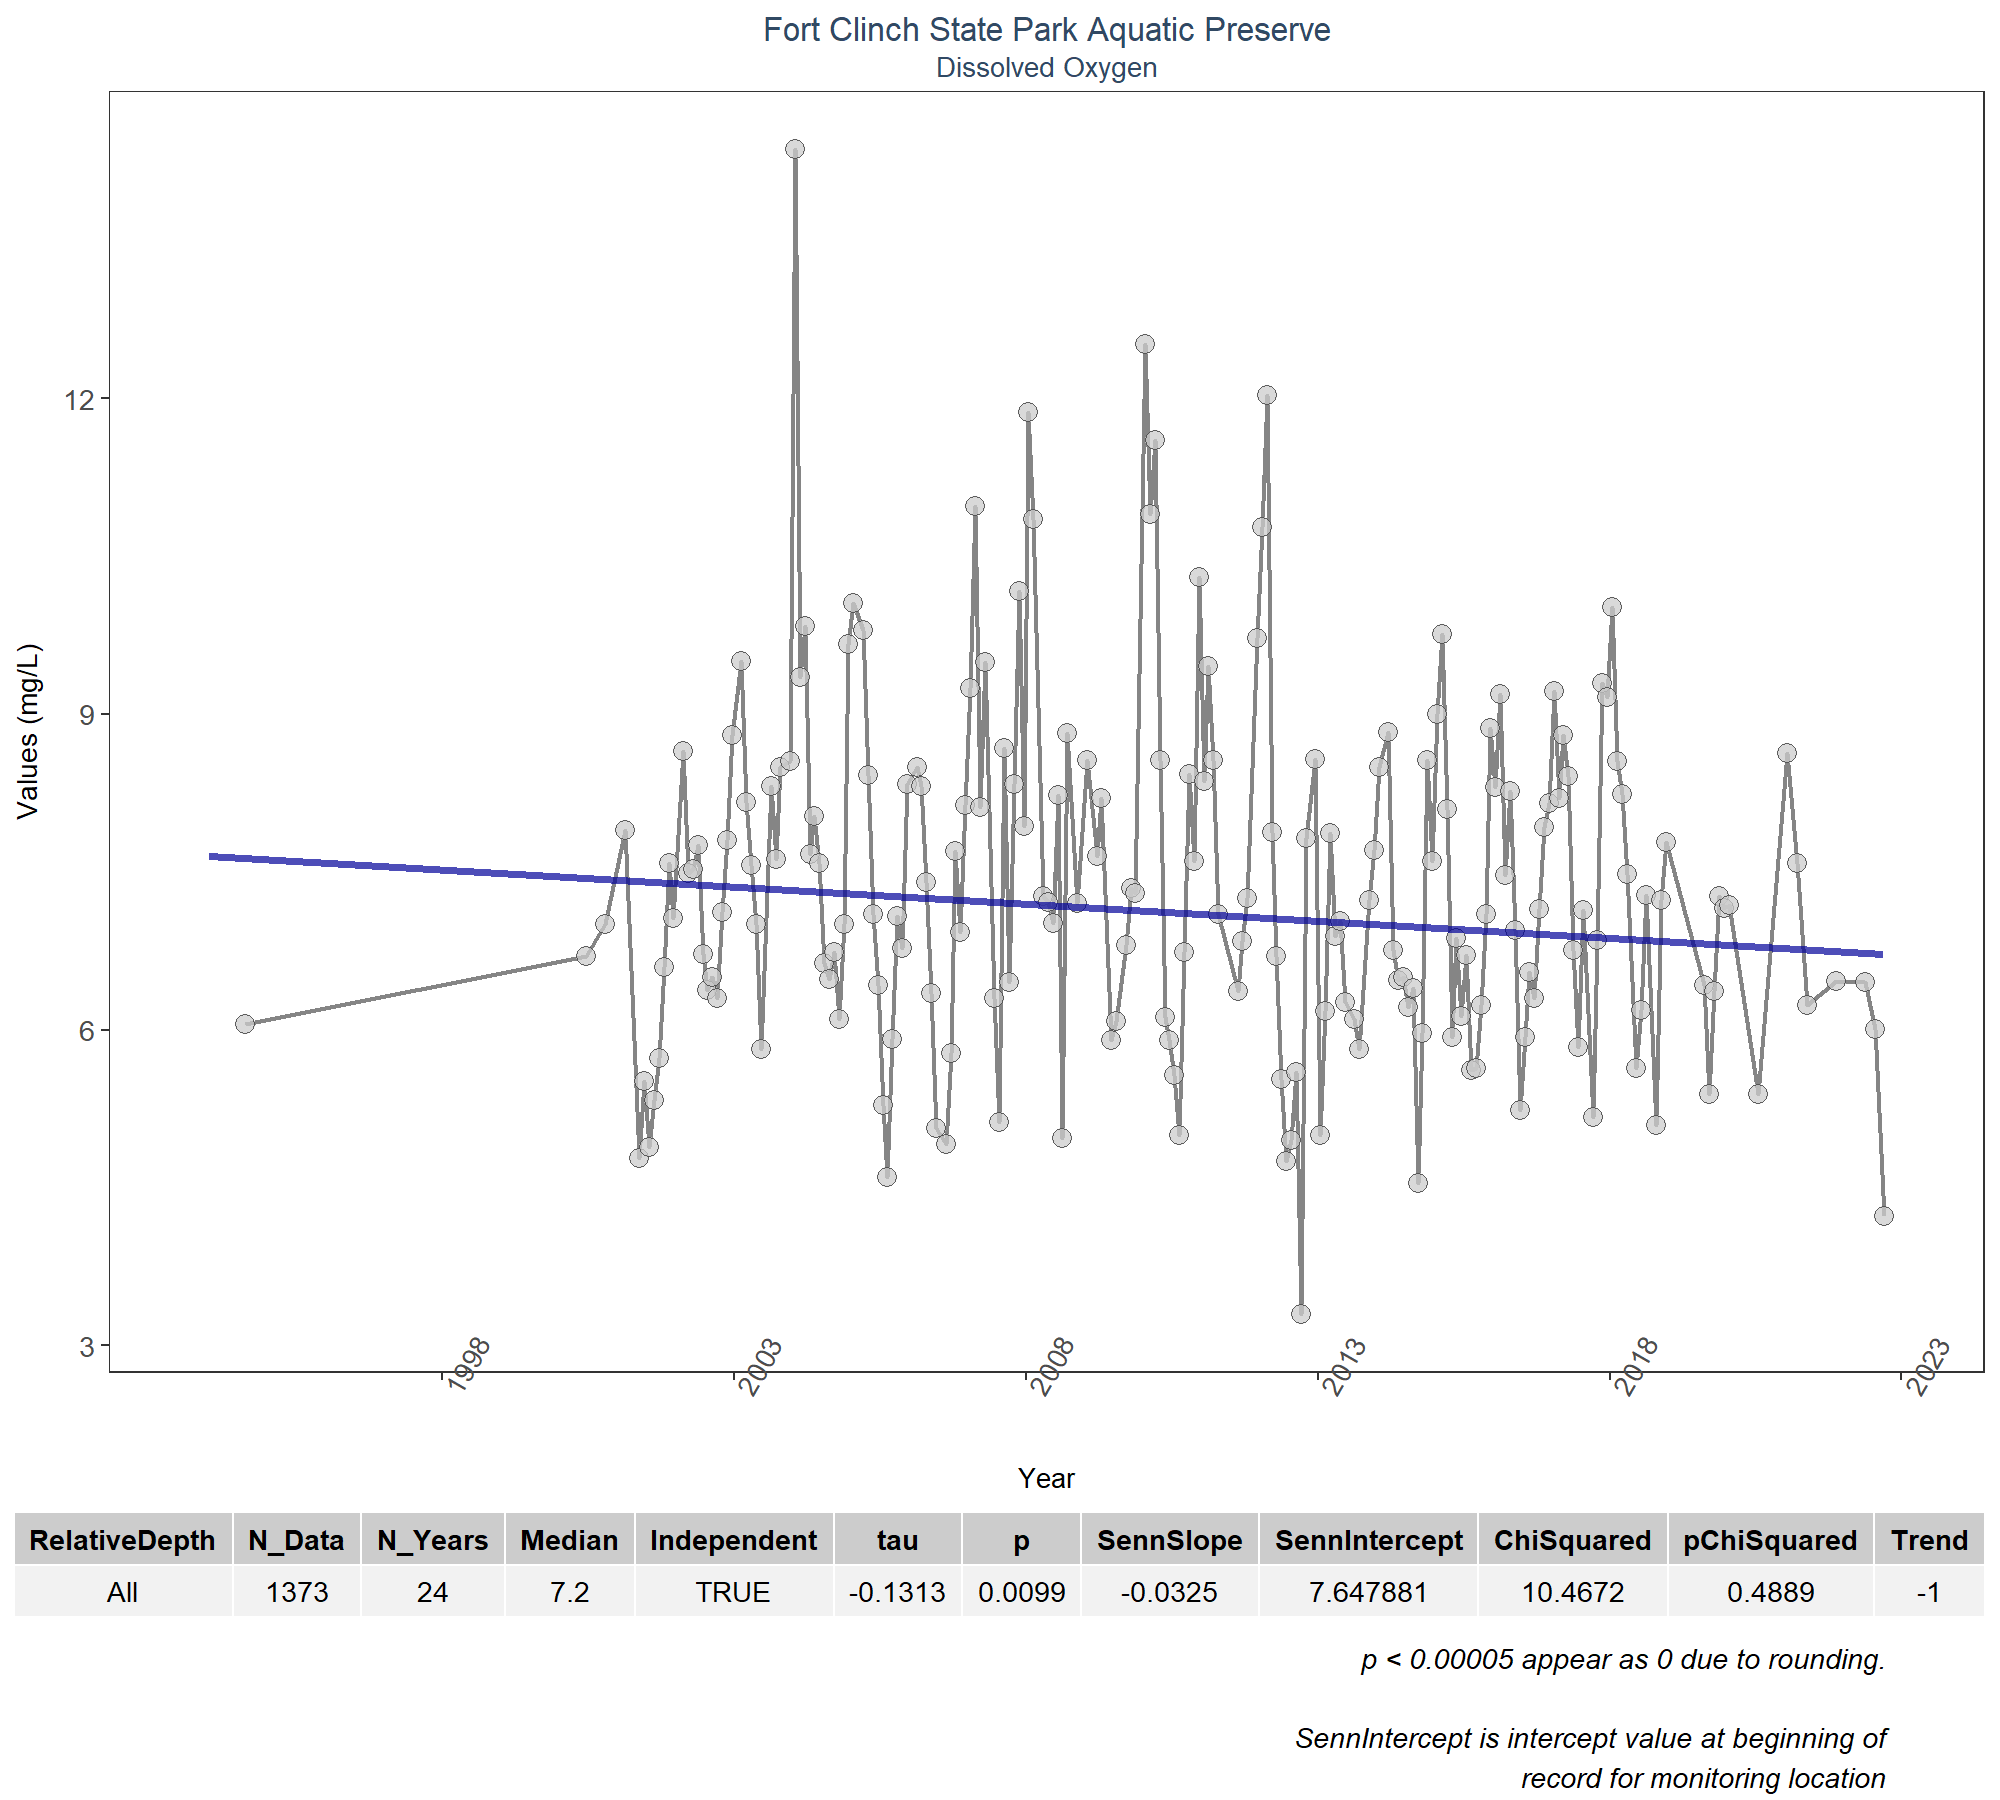 Fort Clinch State Park Aquatic Preserve
Dissolved Oxygen
Values (mg/L)
12
9
6
3
1998
2003
2008
2013
2018
2023
Year
RelativeDepth N_Data N_Years Median Independent tau p SennSlope SennIntercept ChiSquared pChiSquared Trend
All 1373 24 7.2 TRUE -0.1313 0.0099 -0.0325 7.647881 10.4672 0.4889 -1
p < 0.00005 appear as 0 due to rounding.
SennIntercept is intercept value at beginning of
record for monitoring location